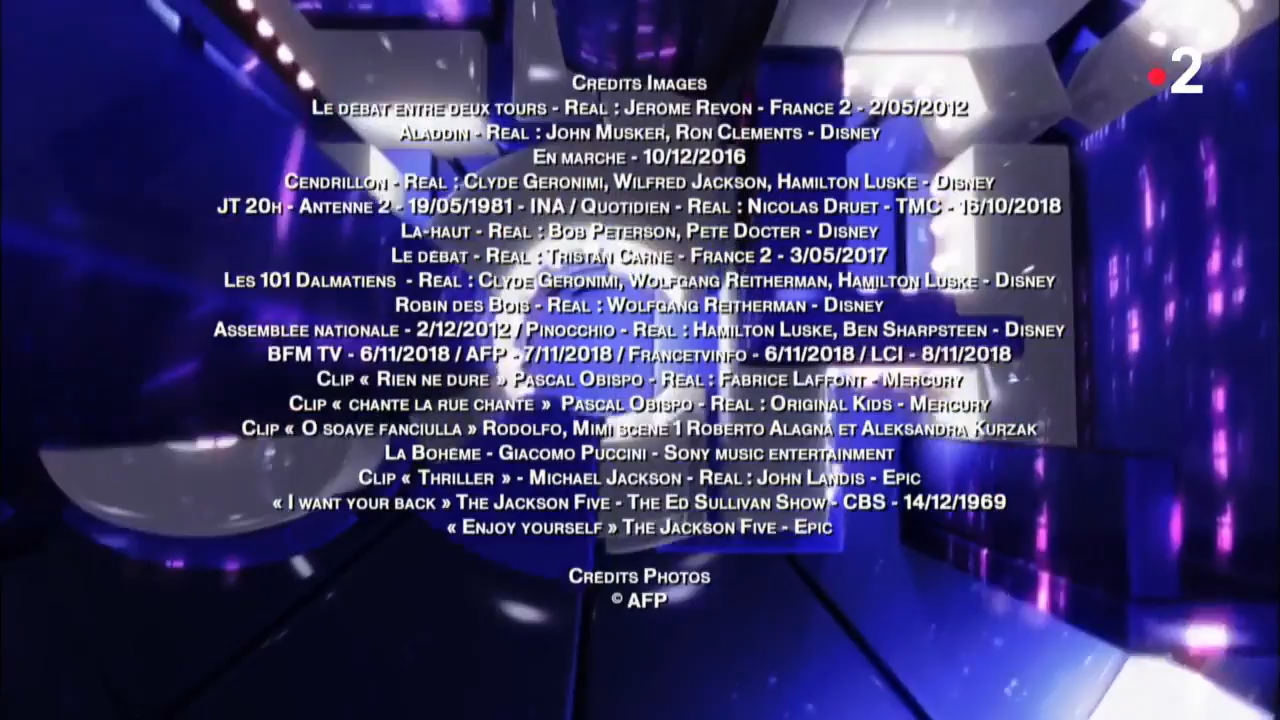 2
CREDITS IMAGES
LE DEBAT ENTRE DEUX TOURS - REAL : JEROME REVON - FRANCE 2 - 2/05/2012
ALADDIN - REAL : JOHN MUSKER, RON CLEMENTS - DISNEY
EN MARCHE - 10/12/2016
CENDRILLON - REAL : CLYDE GERONIMI, WILFRED JACKSON, HAMILTON LUSKE - DISNEY
JT 20H - ANTENNE 2 - 19/05/1981 - INA / QUOTIDIEN - REAL : NICOLAS DRUET - TMC - 16/10/2018
LA-HAUT - REAL : BOB PETERSON, PETE DOCTER - DISNEY
LE DEBAT - REAL : TRISTAN CARNE - FRANCE 2 - 3/05/2017
LES 101 DALMATIENS - REAL : CLYDE GERONIMI, WOLFGANG REITHERMAN, HAMILTON LUSKE - DISNEY
ROBIN DES BOIS - REAL : WOLFGANG REITHERMAN - DISNEY
ASSEMBLEE NATIONALE - 2/12/2012 / PINOCCHIO - REAL : HAMILTON LUSKE, BEN SHARPSTEEN - DISNEY
BFM TV - 6/11/2018 / AFP - 7/11/2018 / FRANCETVINFO - 6/11/2018 / LCI - 8/11/2018
CLIP « RIEN NE DURE » PASCAL OBISPO - REAL : FABRICE LAFFONT - MERCURY
CLIP « CHANTE LA RUE CHANTE » PASCAL OBISPO - REAL : ORIGINAL KIDS - MERCURY
CLIP « O SOAVE FANCIULLA » RODOLFO, MIMI SCENE 1 ROBERTO ALAGNA ET ALEKSANDRA KURZAK
LA BOHEME - GIACOMO PUCCINI - SONY MUSIC ENTERTAINMENT
CLIP « THRILLER » - MICHAEL JACKSON - REAL : JOHN LANDIS - EPIC
« I WANT YOUR BACK » THE JACKSON FIVE - THE ED SULLIVAN SHOW - CBS - 14/12/1969
« ENJOY YOURSELF » THE JACKSON FIVE - EPIC
CREDITS PHOTOS
© AFP